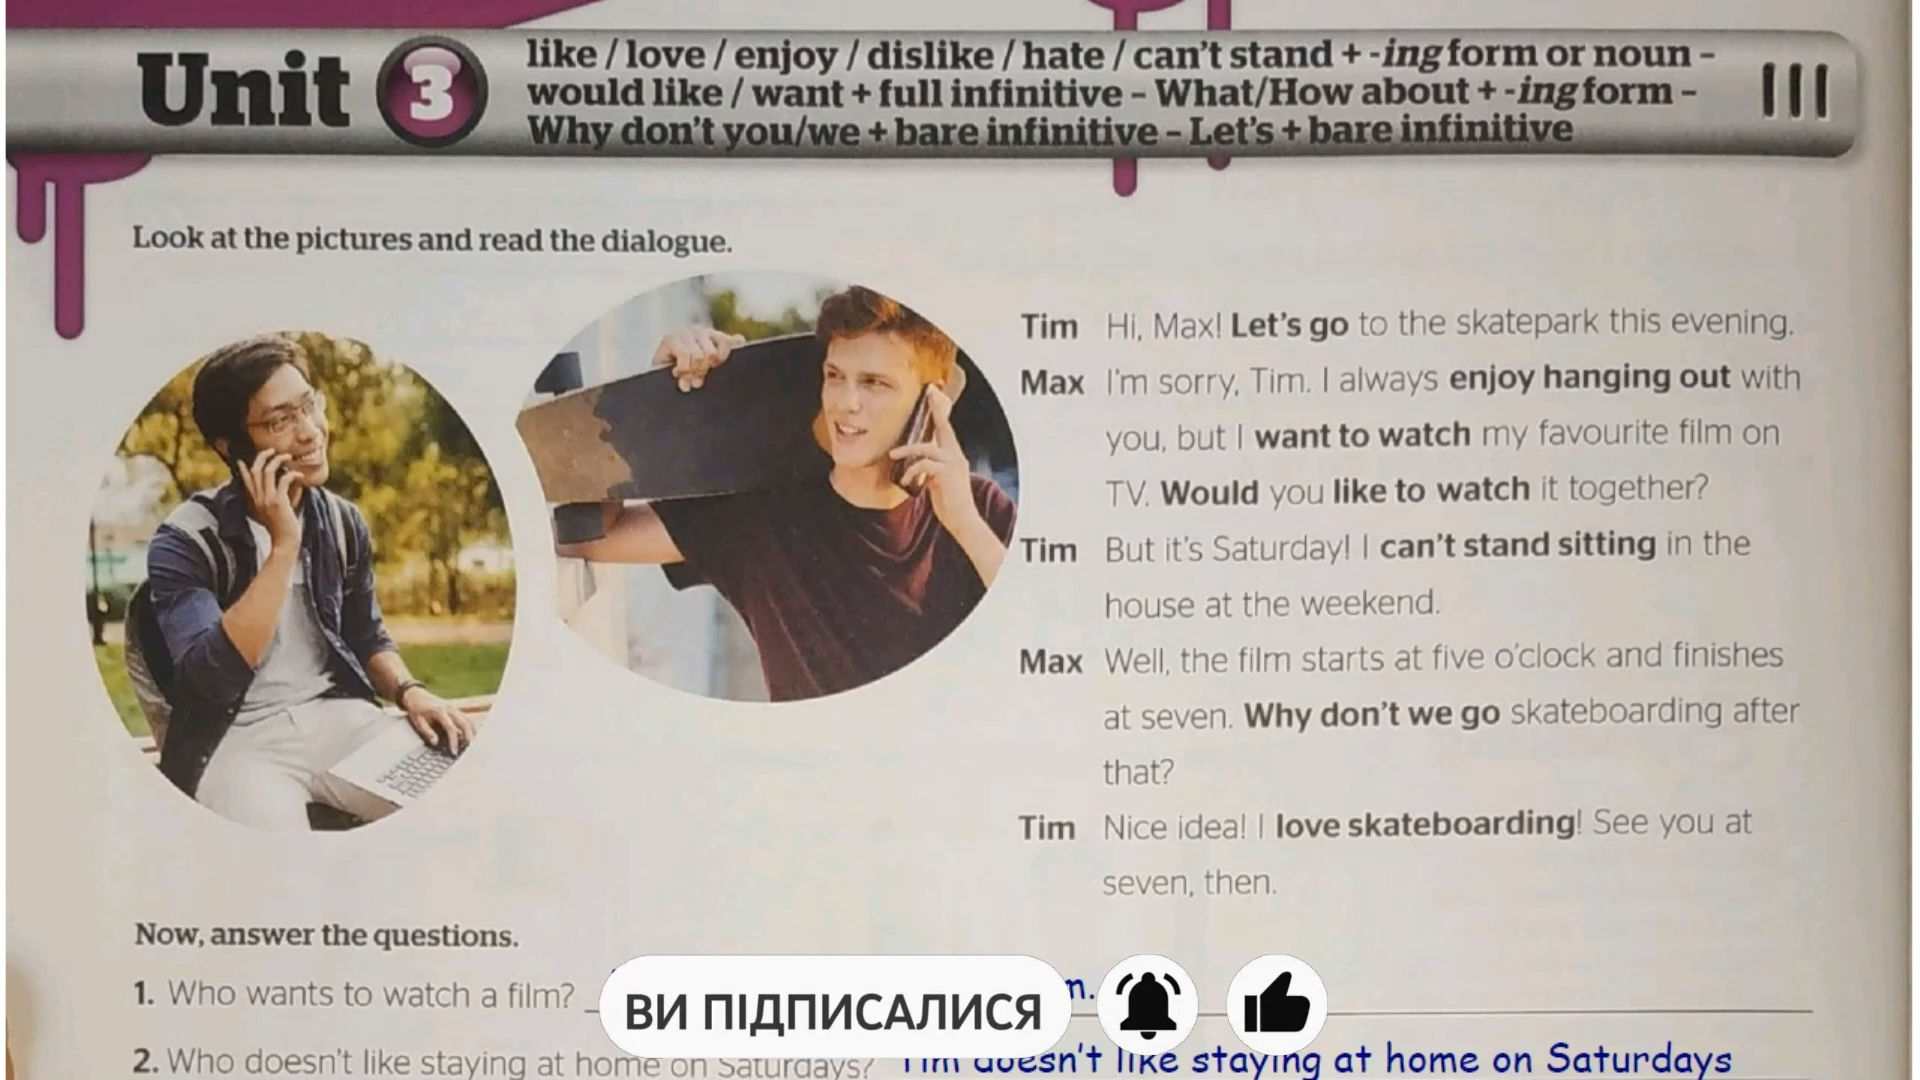 Unit 3
like / love / enjoy / dislike / hate / can't stand + -ing form or noun –
would like / want + full infinitive – What/How about + -ing form –
Why don't you/we + bare infinitive – Let's + bare infinitive
Look at the pictures and read the dialogue.
Tim Hi, Max! Let's go to the skatepark this evening.
Max I'm sorry, Tim. I always enjoy hanging out with
you, but I want to watch my favourite film on
TV. Would you like to watch it together?
Tim But it's Saturday! I can't stand sitting in the
house at the weekend.
Max Well, the film starts at five o'clock and finishes
at seven. Why don't we go skateboarding after
that?
Tim Nice idea! I love skateboarding! See you at
seven, then.
Now, answer the questions.
1. Who wants to watch a film?
ВИ ПІДПИСАЛИСЯ
2. Who doesn't like staying at home on Saturdays? Tim doesn't like staying at home on Saturdays